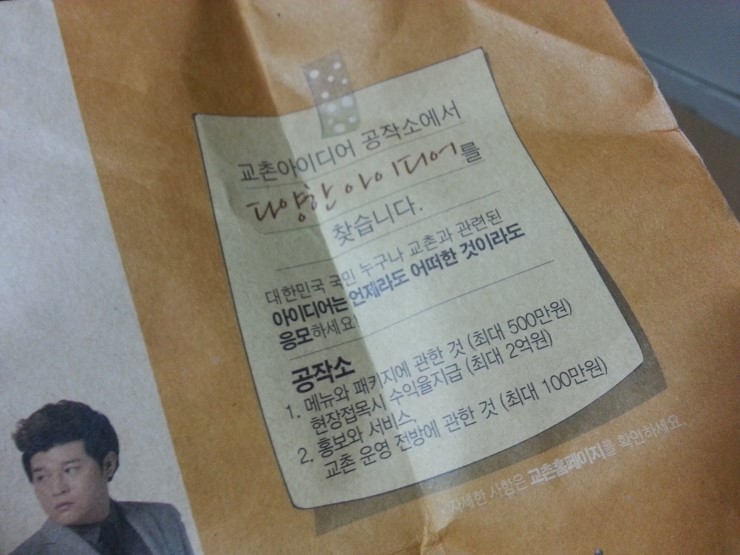 교촌아이디어 공작소에서
다양한 아이디어를
찾습니다.
대한민국 국민 누구나 교촌과 관련된
아이디어는 언제라도 어떠한 것이라도
응모하세요
공작소
1. 메뉴와 패키지에 관한 것 (최대 500만원)
현장접목시 수익율지급 (최대 2억원)
2. 홍보와 서비스,
교촌 운영 전방에 관한 것 (최대 100만원)
자세한 사항은 교촌홈페이지를 확인하세요.